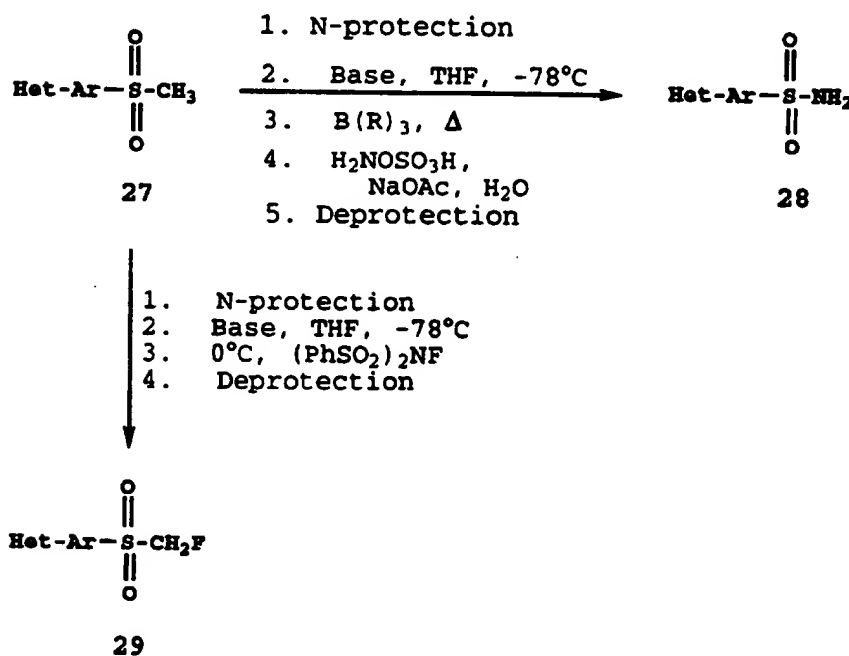 1. N-protection
2. Base, THF, -78°C
3. B(R)3, Δ
4. H2NOSO3H,
NaOAc, H2O
5. Deprotection
O
Het-Ar-S-CH3
O
27
O
Het-Ar-S-NH2
O
28
1. N-protection
2. Base, THF, -78°C
3. 0°C, (PhSO2)2NF
4. Deprotection
O
Het-Ar-S-CH2F
O
29